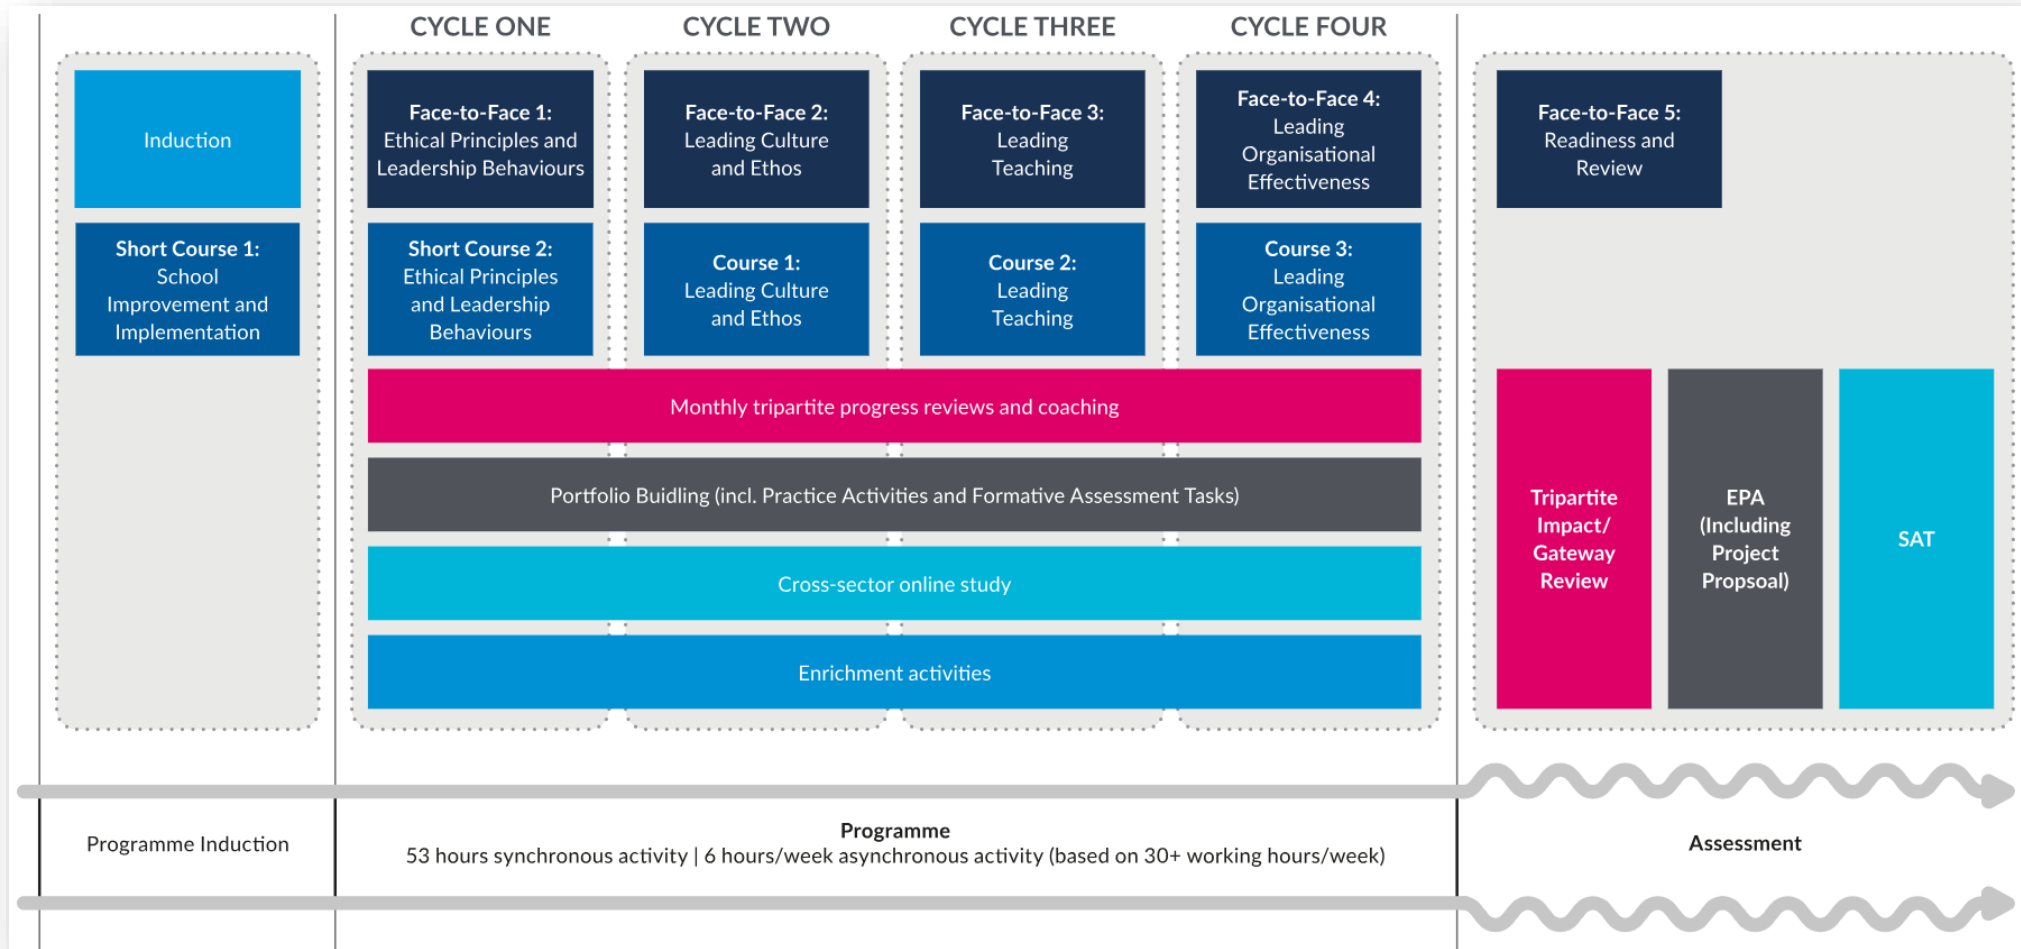 CYCLE ONE
CYCLE TWO
CYCLE THREE
CYCLE FOUR
Induction
Face-to-Face 1:
Ethical Principles and
Leadership Behaviours
Face-to-Face 2:
Leading Culture
and Ethos
Face-to-Face 3:
Leading
Teaching
Face-to-Face 4:
Leading
Organisational
Effectiveness
Face-to-Face 5:
Readiness and
Review
Short Course 1:
School
Improvement and
Implementation
Short Course 2:
Ethical Principles
and Leadership
Behaviours
Course 1:
Leading Culture
and Ethos
Course 2:
Leading
Teaching
Course 3:
Leading
Organisational
Effectiveness
Monthly tripartite progress reviews and coaching
Portfolio Buidling (incl. Practice Activities and Formative Assessment Tasks)
Cross-sector online study
Enrichment activities
Tripartite
Impact/
Gateway
Review
EPA
(Including
Project
Propsoal)
SAT
Programme Induction
Programme
53 hours synchronous activity | 6 hours/week asynchronous activity (based on 30+ working hours/week)
Assessment